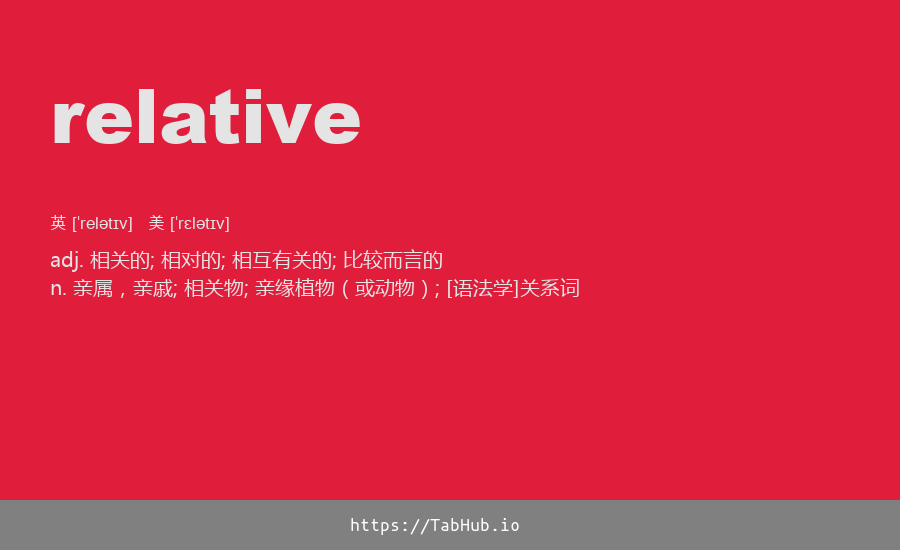 relative
英 ['relətɪv] 美 ['rɛlətɪv]
adj. 相关的; 相对的; 相互有关的; 比较而言的
n. 亲属，亲戚; 相关物; 亲缘植物（或动物）; [语法学]关系词
https://TabHub.io